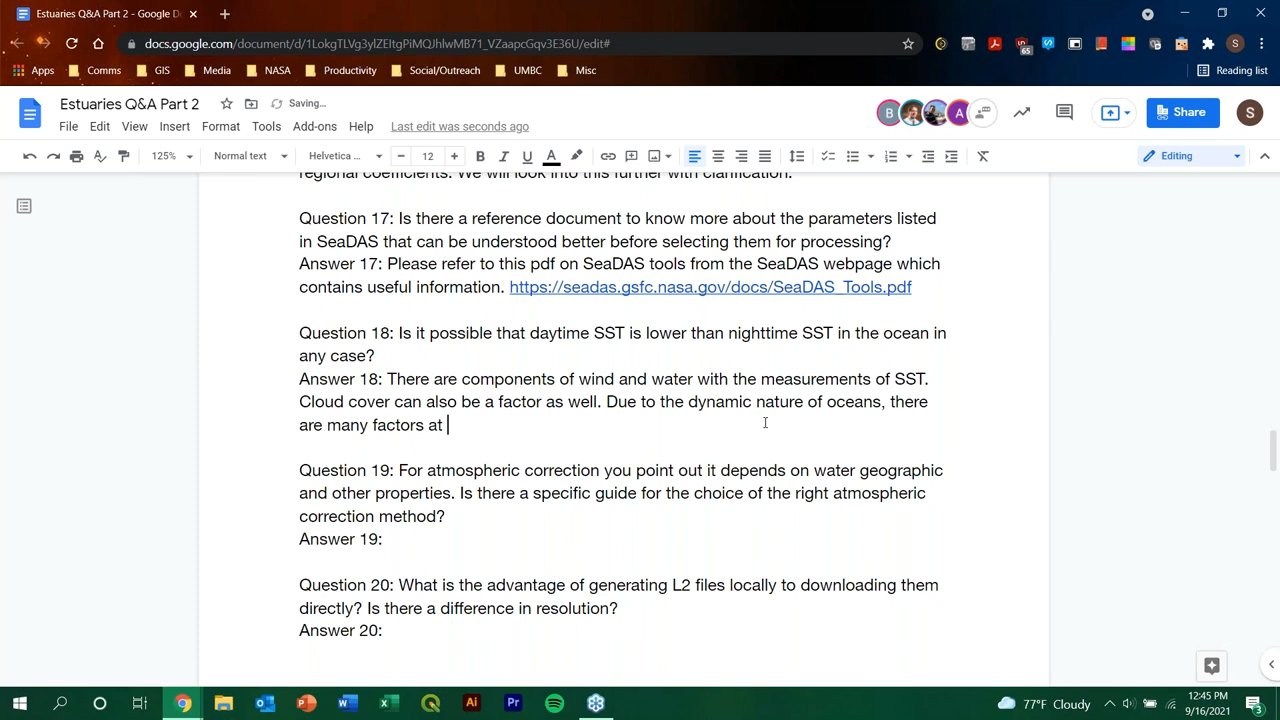 Estuaries Q&A Part 2 - Google D
docs.google.com/document/d/1LokgTLVg3ylZEItgPiMQJhlwMB71_VZaapcGqv3E36U/edit#
65
S
Apps
Comms
GIS
Media
NASA
Productivity
Social/Outreach
UMBC
Misc
Reading list
Estuaries Q&A Part 2
Saving...
B
A
Share
S
File
Edit
View
Insert
Format
Tools
Add-ons
Help
Last edit was seconds ago
125%
Normal text
Helvetica ...
12
B
I
U
A
Editing
regional coefficients. We will look into this further with clarification.
Question 17: Is there a reference document to know more about the parameters listed
in SeaDAS that can be understood better before selecting them for processing?
Answer 17: Please refer to this pdf on SeaDAS tools from the SeaDAS webpage which
contains useful information. https://seadas.gsfc.nasa.gov/docs/SeaDAS_Tools.pdf
Question 18: Is it possible that daytime SST is lower than nighttime SST in the ocean in
any case?
Answer 18: There are components of wind and water with the measurements of SST.
Cloud cover can also be a factor as well. Due to the dynamic nature of oceans, there
are many factors at
Question 19: For atmospheric correction you point out it depends on water geographic
and other properties. Is there a specific guide for the choice of the right atmospheric
correction method?
Answer 19:
Question 20: What is the advantage of generating L2 files locally to downloading them
directly? Is there a difference in resolution?
Answer 20:
Ai
Pr
77°F Cloudy
12:45 PM
9/16/2021
3